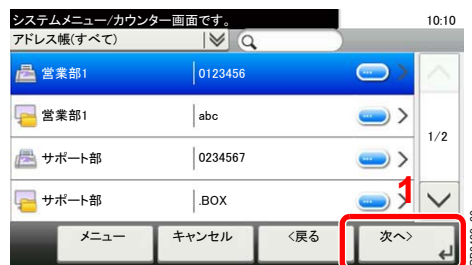 システムメニュー/カウンター画面です。 10:10
アドレス帳(すべて)
営業部1 0123456
営業部1 abc
1/2
サポート部 0234567
サポート部 .BOX
1
メニュー キャンセル <戻る 次へ>